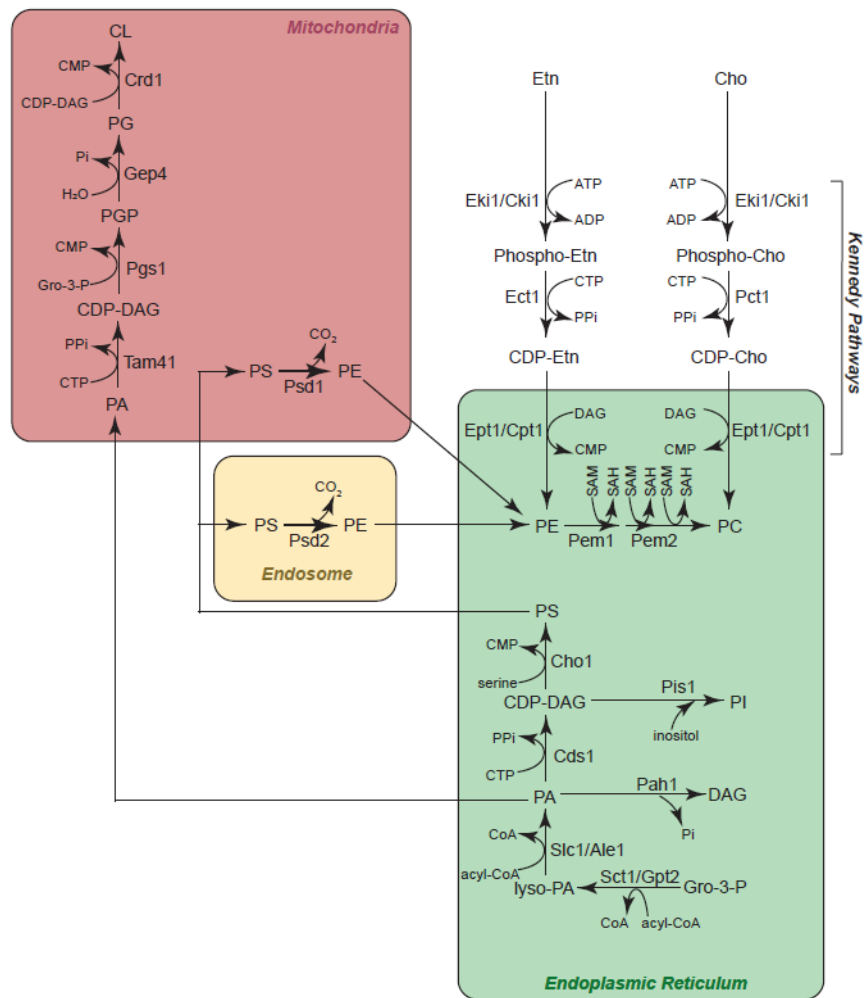 Mitochondria
CL
CMP
Crd1
CDP-DAG
PG
Pi
Gep4
H₂O
PGP
CMP
Pgs1
Gro-3-P
CDP-DAG
PPi
Tam41
CTP
PA
CO₂
PS
PE
Psd1
CO₂
PS
PE
Psd2
Endosome
Etn
Cho
ATP
ATP
Eki1/Cki1
Eki1/Cki1
ADP
ADP
Phospho-Etn
Phospho-Cho
CTP
CTP
Ect1
Pct1
PPi
PPi
CDP-Etn
CDP-Cho
Kennedy Pathways
DAG
DAG
Ept1/Cpt1
Ept1/Cpt1
CMP
CMP
SAM
SAH
SAM
SAH
SAM
SAH
PE
PC
Pem1
Pem2
PS
CMP
Cho1
serine
CDP-DAG
Pis1
PI
inositol
PPi
Cds1
CTP
PA
Pah1
DAG
Pi
CoA
Slc1/Ale1
acyl-CoA
lyso-PA
Sct1/Gpt2
Gro-3-P
CoA
acyl-CoA
Endoplasmic Reticulum